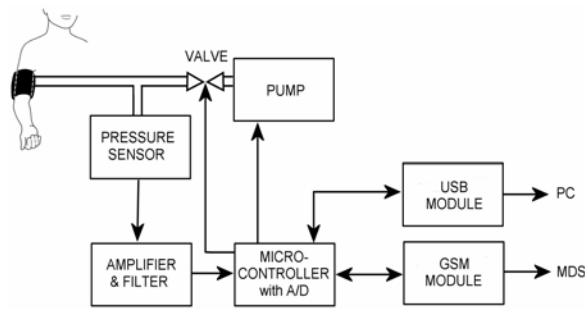 VALVE
PUMP
PRESSURE
SENSOR
USB
MODULE
PC
AMPLIFIER
& FILTER
MICRO-
CONTROLLER
with A/D
GSM
MODULE
MDS